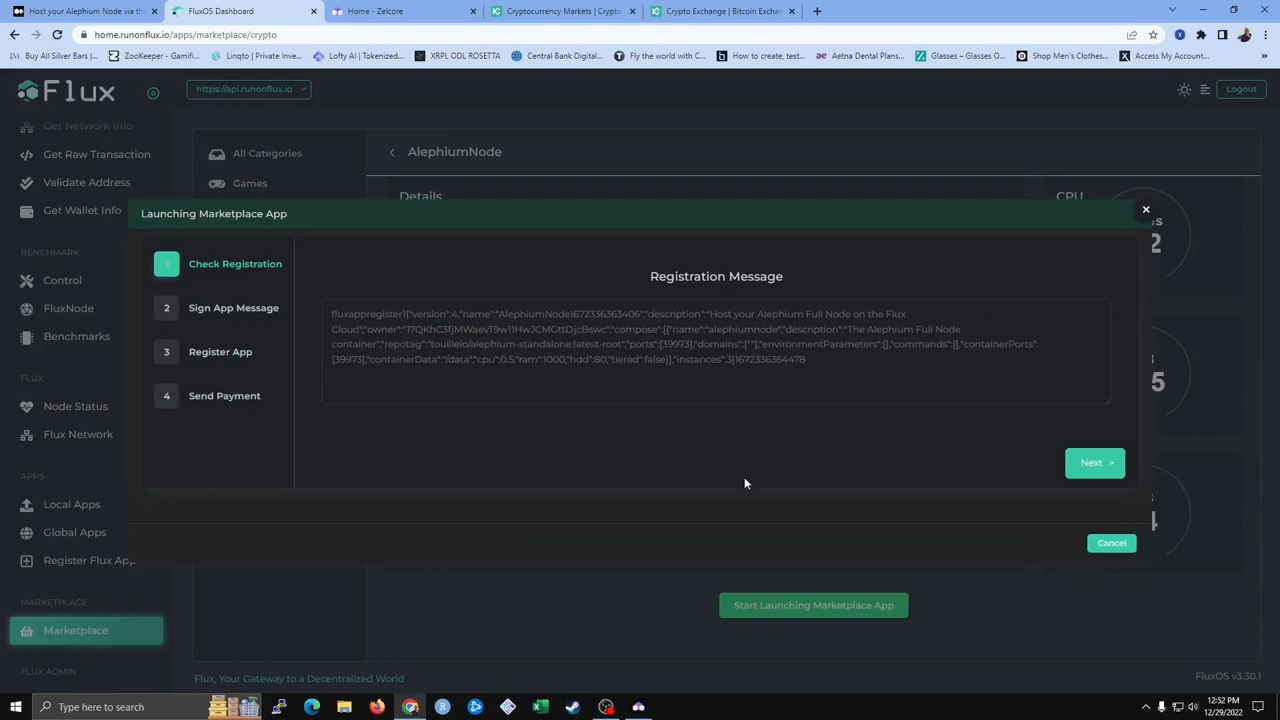 Host your Alephium Node via the
FluxOS Dashboard
Home - Zelcore
Cryptocurrency Markets | Crypto
Crypto Exchange | Bitcoin Exchan
home.runonflux.io/apps/marketplace/crypto
Buy All Silver Bars |
ZooKeeper - Gamifi...
Linqto | Investment...
Lofty AI | Tokenized...
XRPL ODL ROSETTA
Central Bank Digital...
Fly the world with c...
How to create, test...
Aetna Dental Plans:...
Glasses – Glasses O...
Shop Men's Clothes...
Access My Account...
Flux
https://api.runonflux.io
Logout
Get Network Info
Get Raw Transaction
Validate Address
Get Wallet Info
BENCHMARK
Control
FluxNode
Benchmarks
FLUX
Node Status
Flux Network
APPS
Local Apps
Global Apps
Register Flux App
MARKETPLACE
Marketplace
FLUX ADMIN
All Categories
Games
AlephiumNode
Details
CPU
Launching Marketplace App
1 Check Registration
2 Sign App Message
3 Register App
4 Send Payment
Registration Message
fluxappregister1{"version":4,"name":"AlephiumNode1672336363406","description":"Host your Alephium Full Node on the Flux
Cloud","owner":"17QKhC3fjMWaevT9w11HwJCMGttDjcBswc","compose":[{"name":"alephiumnode","description":"The Alephium Full Node
container","repotag":"touilleio/alephium-standalone:latest-root","ports":[39973],"domains":[""],"environmentParameters":[],"commands":[],"containerPorts":
[39973],"containerData":"/data","cpu":0.5,"ram":1000,"hdd":80,"tiered":false}],"instances":3}1672336364478
Next >
Cancel
Start Launching Marketplace App
Flux, Your Gateway to a Decentralized World
FluxOS v3.30.1
Type here to search
12:52 PM
12/29/2022